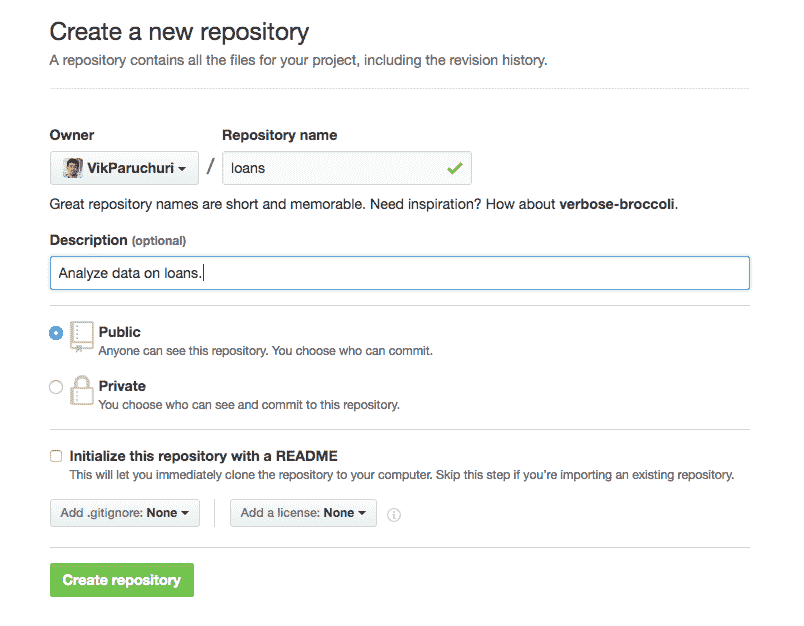 Create a new repository
A repository contains all the files for your project, including the revision history.
Owner
Repository name
VikParuchuri / loans
Great repository names are short and memorable. Need inspiration? How about verbose-broccoli.
Description (optional)
Analyze data on loans.
Public
Anyone can see this repository. You choose who can commit.
Private
You choose who can see and commit to this repository.
Initialize this repository with a README
This will let you immediately clone the repository to your computer. Skip this step if you’re importing an existing repository.
Add .gitignore: None
Add a license: None
Create repository